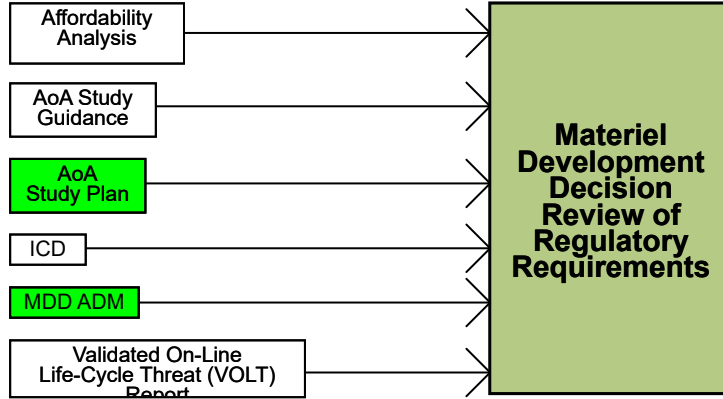 Affordability
Analysis
AoA Study
Guidance
AoA
Study Plan
ICD
MDD ADM
Validated On-Line
Life-Cycle Threat (VOLT)
Report
Materiel
Development
Decision
Review of
Regulatory
Requirements